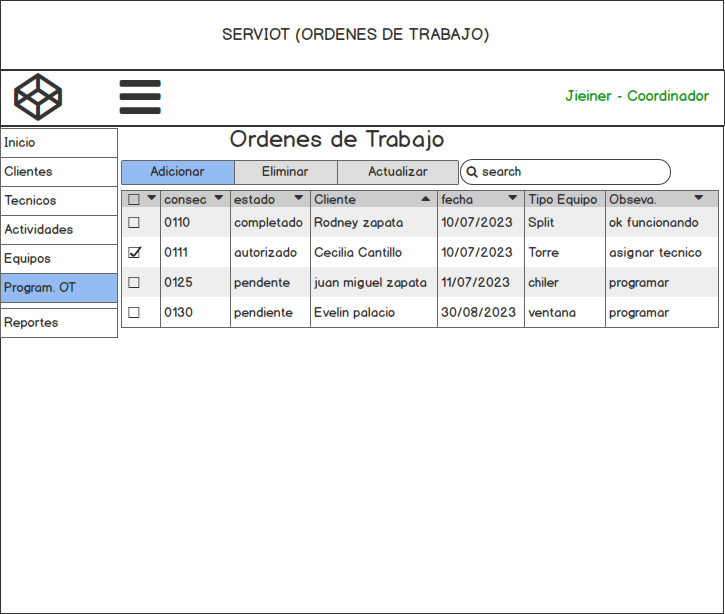 SERVIOT (ORDENES DE TRABAJO)
Jieiner - Coordinador
Inicio
Clientes
Tecnicos
Actividades
Equipos
Program. OT
Reportes
Ordenes de Trabajo
Adicionar Eliminar Actualizar search
consec estado Cliente fecha Tipo Equipo Obseva.
0110 completado Rodney zapata 10/07/2023 Split ok funcionando
0111 autorizado Cecilia Cantillo 10/07/2023 Torre asignar tecnico
0125 pendente juan miguel zapata 11/07/2023 chiler programar
0130 pendiente Evelin palacio 30/08/2023 ventana programar